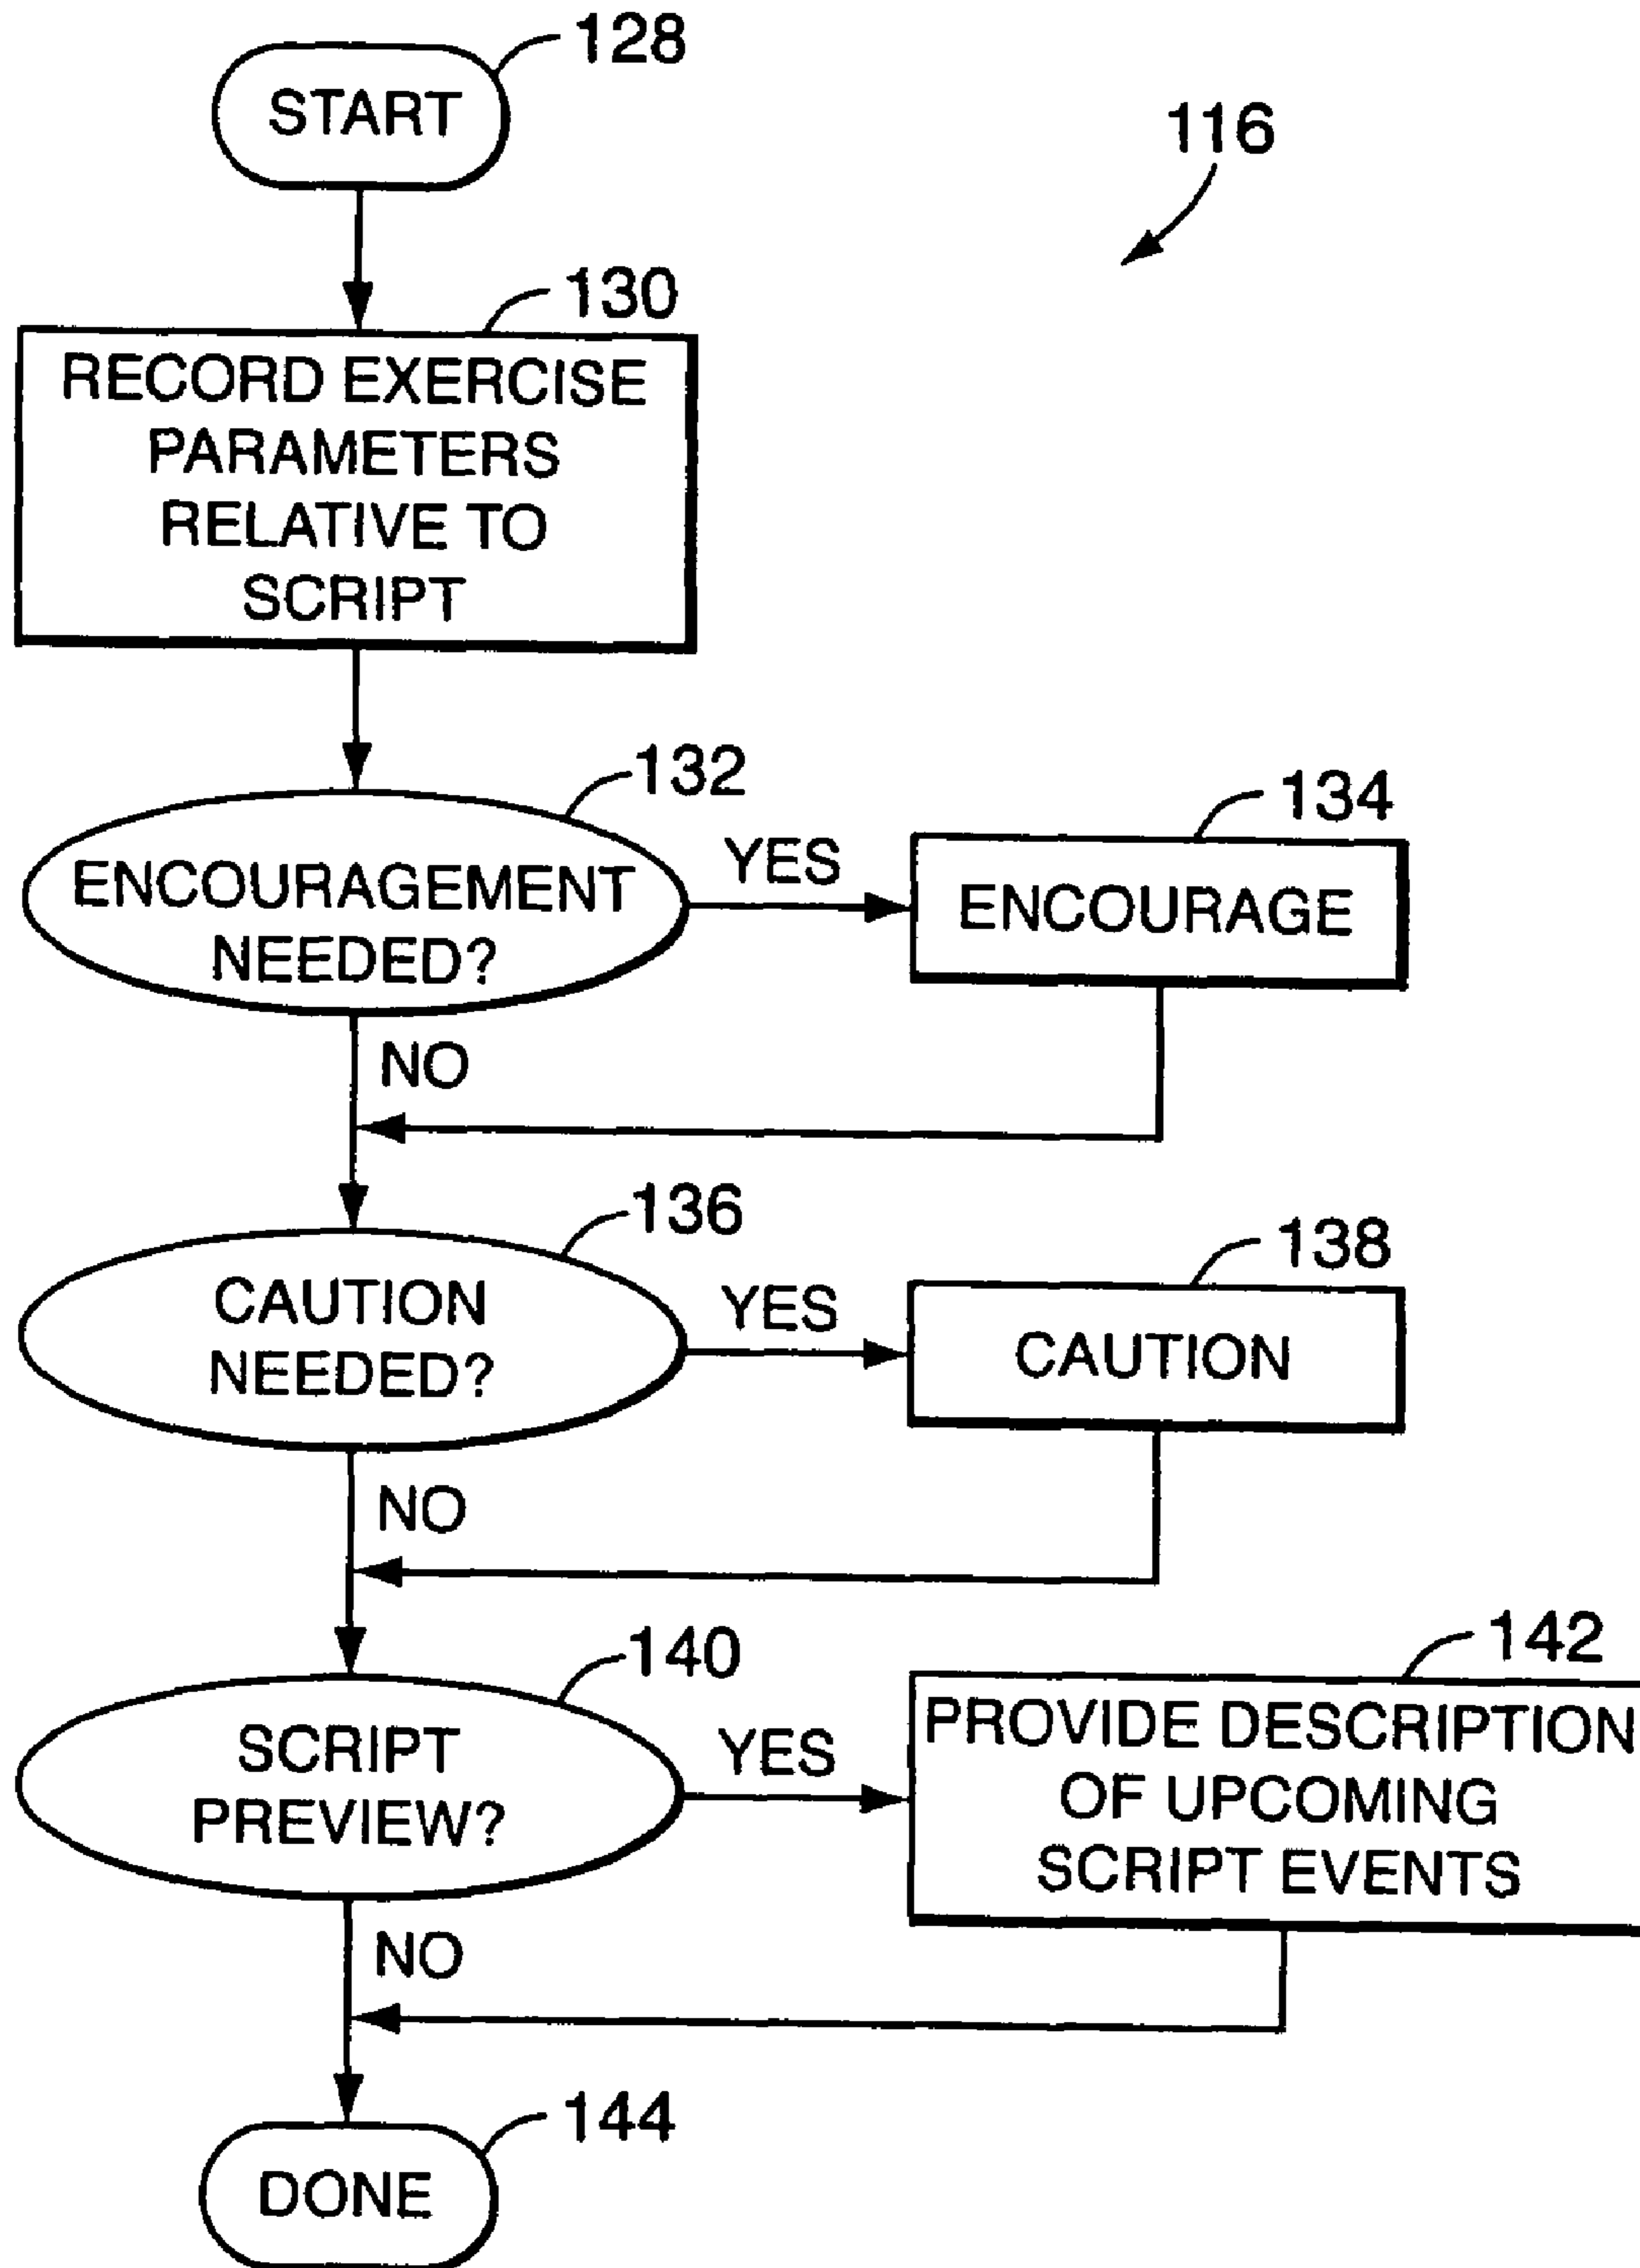 128
START
116
130
RECORD EXERCISE
PARAMETERS
RELATIVE TO
SCRIPT
132
ENCOURAGEMENT
NEEDED?
YES
134
ENCOURAGE
NO
136
CAUTION
NEEDED?
YES
138
CAUTION
NO
140
SCRIPT
PREVIEW?
YES
142
PROVIDE DESCRIPTION
OF UPCOMING
SCRIPT EVENTS
NO
144
DONE